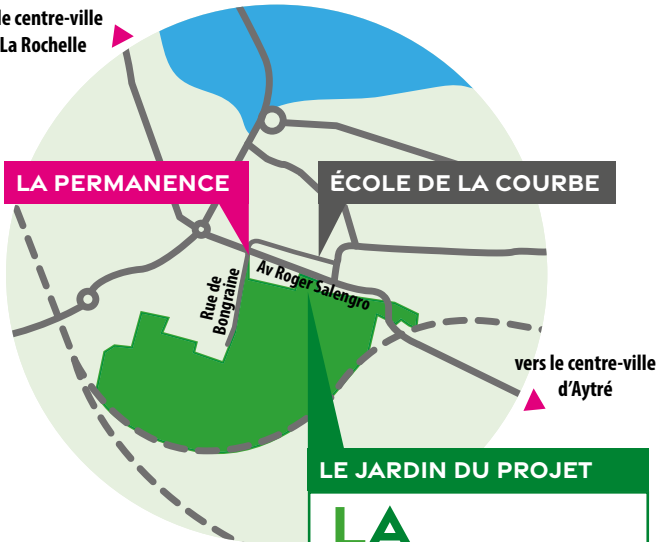 le centre-ville
La Rochelle
LA PERMANENCE
ÉCOLE DE LA COURBE
Rue de
Bongraine
Av Roger Salengro
vers le centre-ville
d'Aytré
LE JARDIN DU PROJET
LA